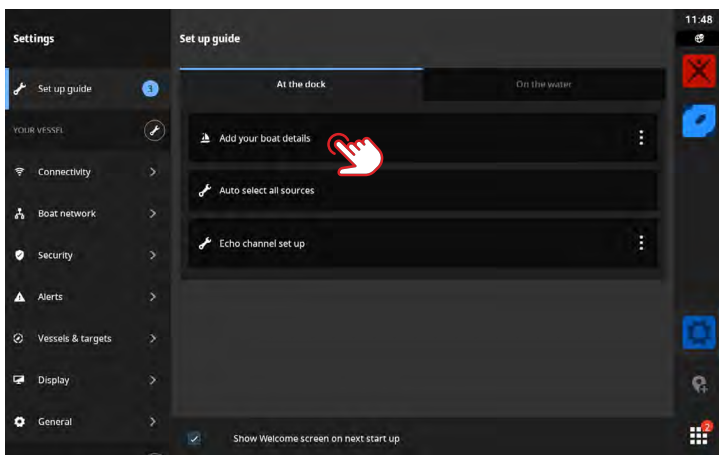 11:48
Settings
Set up guide
Set up guide
3
At the dock
On the water
YOUR VESSEL
Add your boat details
Connectivity
Auto select all sources
Boat network
Echo channel set up
Security
Alerts
Vessels & targets
Display
General
Show Welcome screen on next start up
2